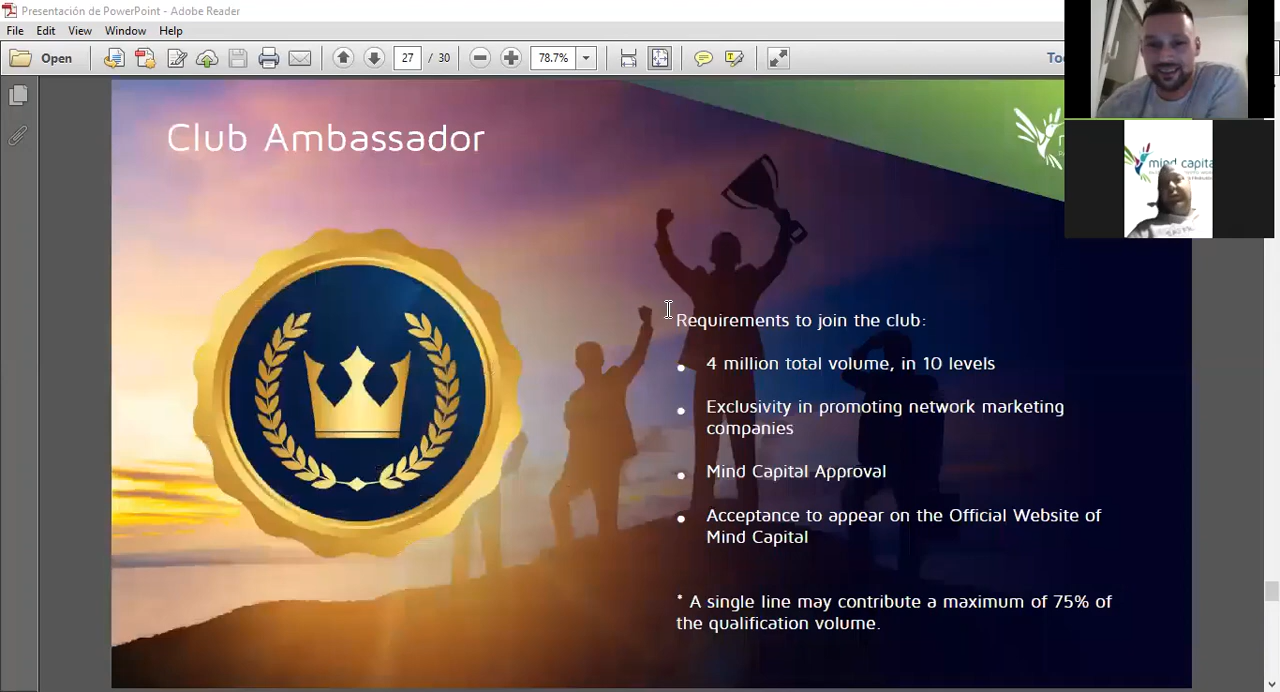 Presentación de PowerPoint - Adobe Reader
File Edit View Window Help
Open 27 / 30 78.7%
Club Ambassador
mind capita
Requirements to join the club:
4 million total volume, in 10 levels
Exclusivity in promoting network marketing
companies
Mind Capital Approval
Acceptance to appear on the Official Website of
Mind Capital
* A single line may contribute a maximum of 75% of
the qualification volume.